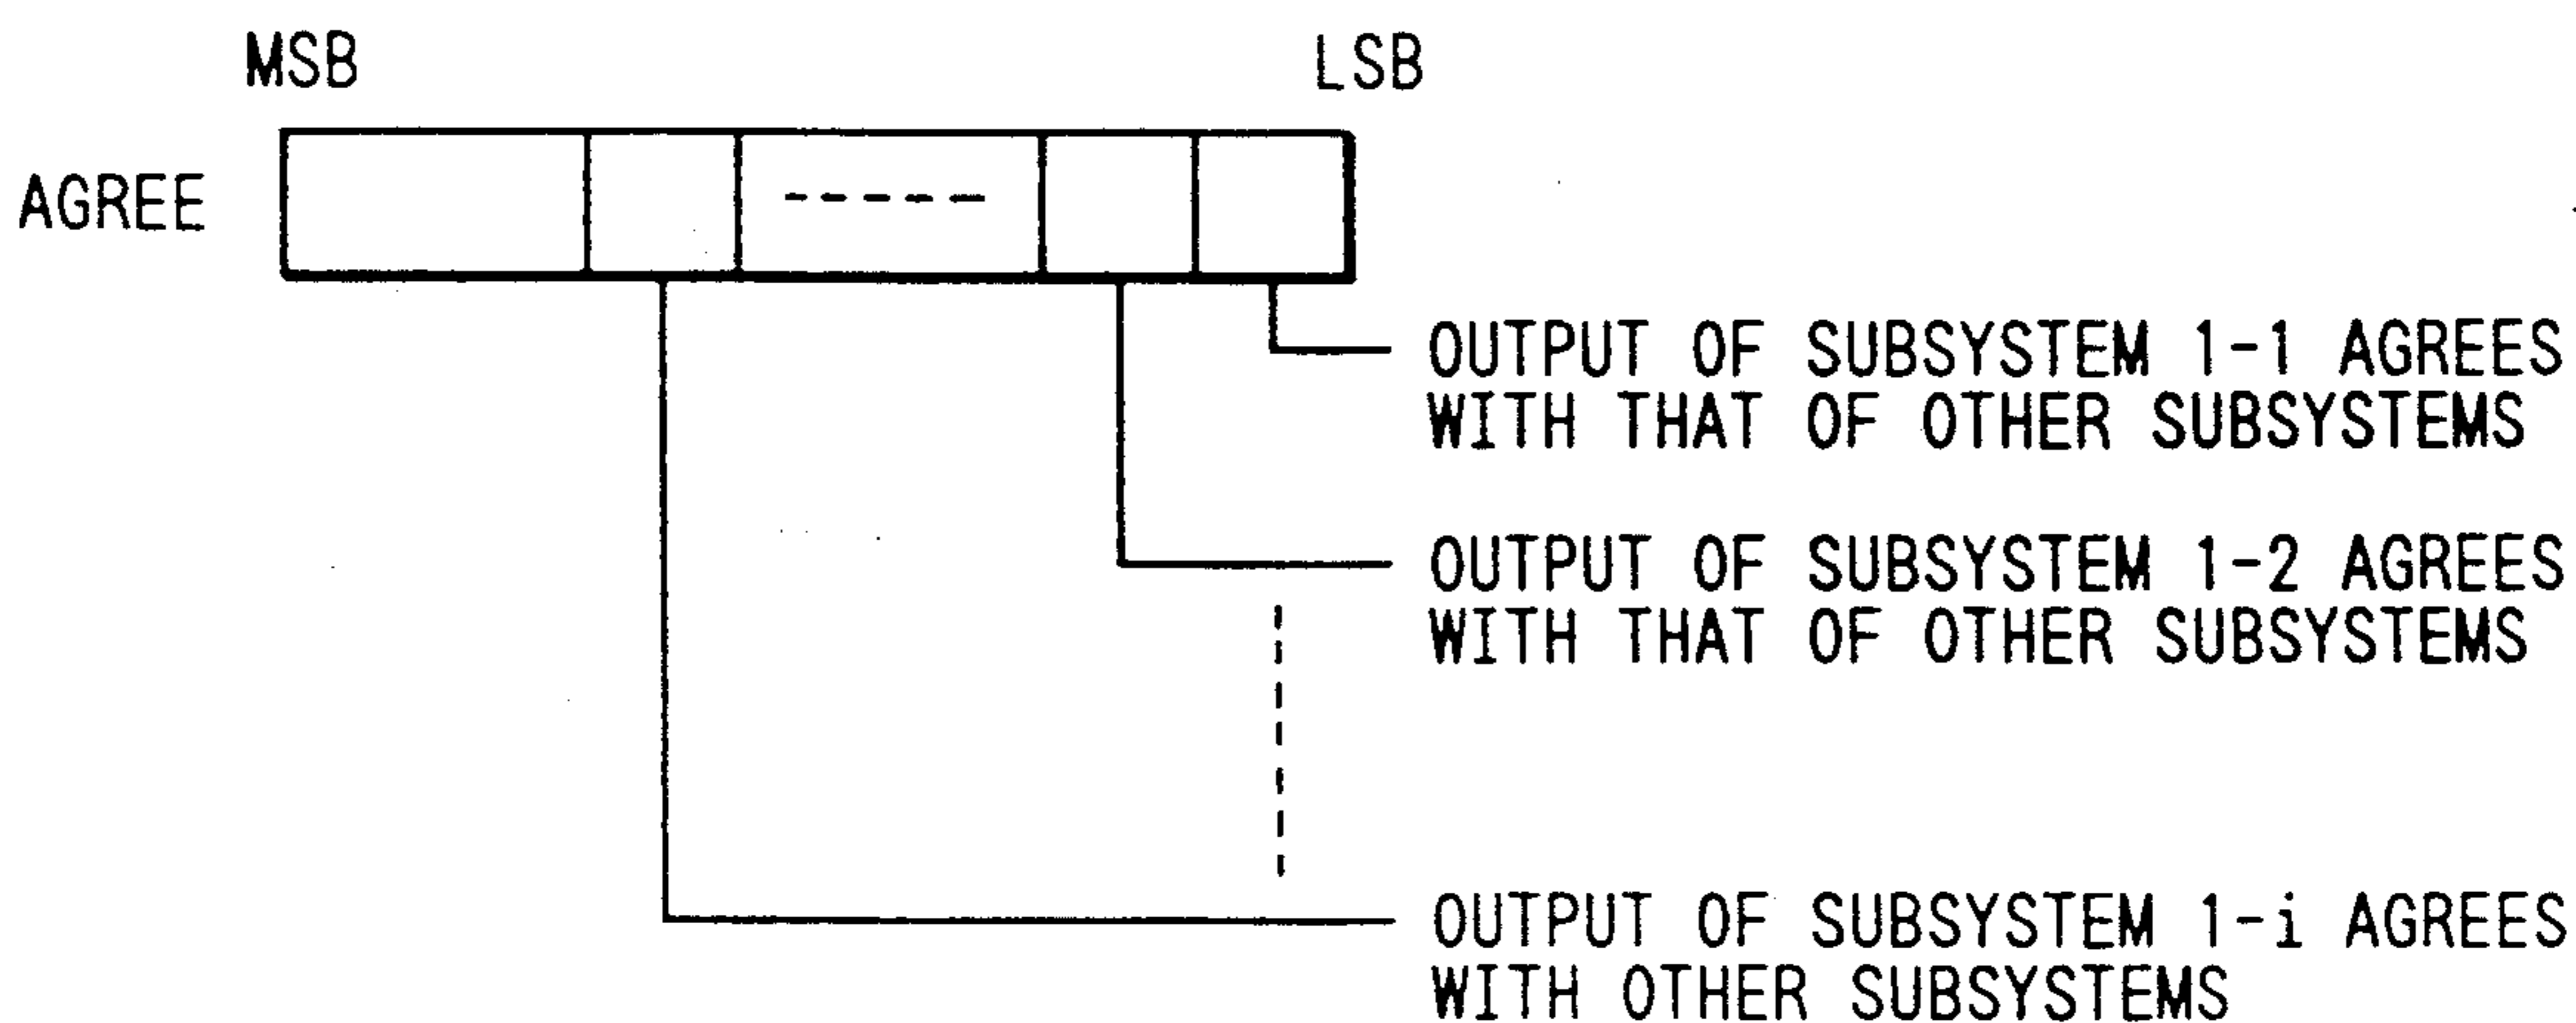 MSB LSB
AGREE
OUTPUT OF SUBSYSTEM 1-1 AGREES
WITH THAT OF OTHER SUBSYSTEMS
OUTPUT OF SUBSYSTEM 1-2 AGREES
WITH THAT OF OTHER SUBSYSTEMS
OUTPUT OF SUBSYSTEM 1-i AGREES
WITH OTHER SUBSYSTEMS